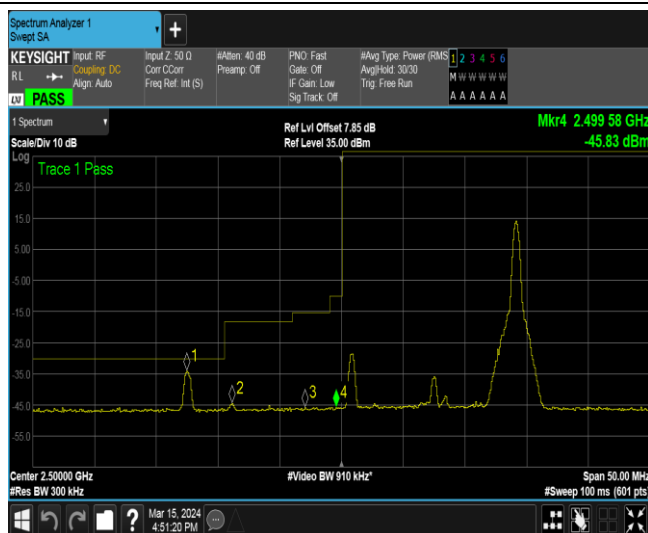 Spectrum Analyzer 1
Swept SA
+
KEYSIGHT Input: RF Input Z: 50 Ω #Atten: 40 dB PNO: Fast #Avg Type: Power (RMS 1 2 3 4 5 6
RL Coupling: DC Corr CCorr Preamp: Off Gate: Off Avg|Hold: 30/30 M W W W W W
Align: Auto Freq Ref: Int (S) IF Gain: Low Trig: Free Run
LXI PASS Sig Track: Off A A A A A A
1 Spectrum Ref Lvl Offset 7.85 dB Mkr4 2.499 58 GHz
Scale/Div 10 dB Ref Level 35.00 dBm -45.83 dBm
Log
Trace 1 Pass
25.0
15.0
5.00
-5.00
-15.0
-25.0
1
-35.0
2 3 4
-45.0
-55.0
Center 2.50000 GHz #Video BW 910 kHz* Span 50.00 MHz
#Res BW 300 kHz #Sweep 100 ms (601 pts)
? Mar 15, 2024
4:51:20 PM